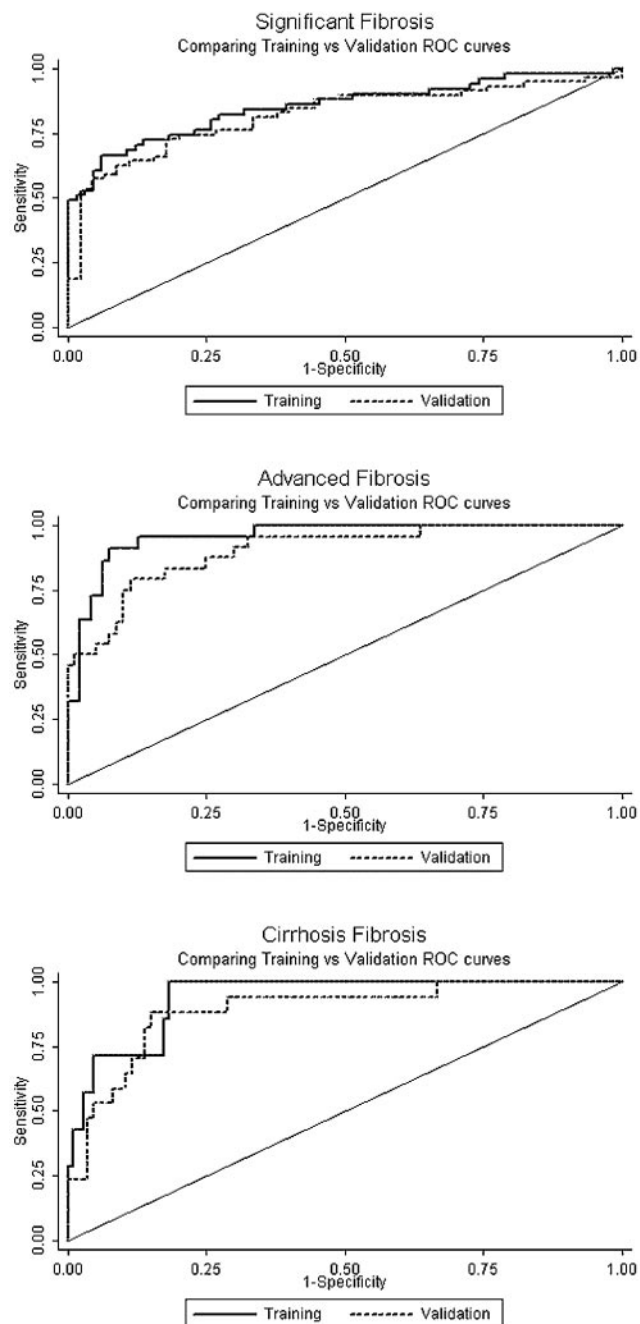 Significant Fibrosis
Comparing Training vs Validation ROC curves
1.00
0.75
0.50
0.25
0.00
Sensitivity
0.00 0.25 0.50 0.75 1.00
1-Specificity
Training Validation
Advanced Fibrosis
Comparing Training vs Validation ROC curves
1.00
0.75
0.50
0.25
0.00
Sensitivity
0.00 0.25 0.50 0.75 1.00
1-Specificity
Training Validation
Cirrhosis Fibrosis
Comparing Training vs Validation ROC curves
1.00
0.75
0.50
0.25
0.00
Sensitivity
0.00 0.25 0.50 0.75 1.00
1-Specificity
Training Validation